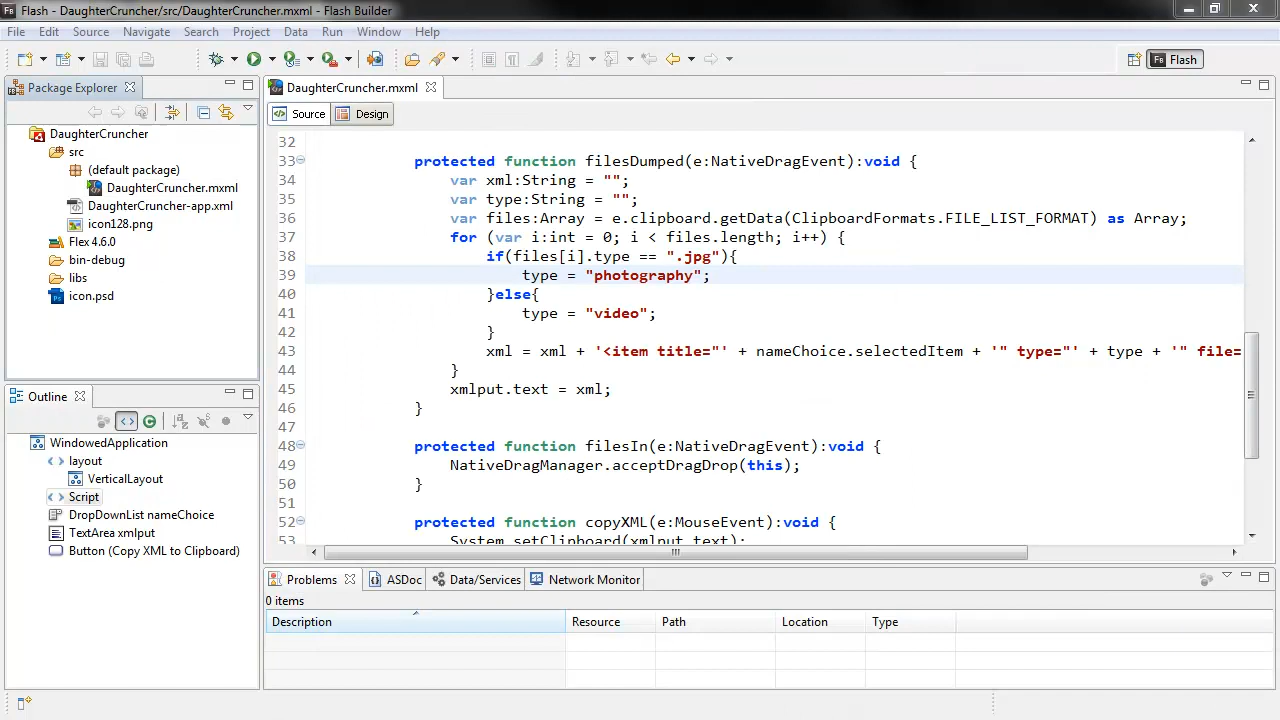 Flash - DaughterCruncher/src/DaughterCruncher.mxml - Flash Builder
File Edit Source Navigate Search Project Data Run Window Help
Flash
Package Explorer
DaughterCruncher
src
(default package)
DaughterCruncher.mxml
DaughterCruncher-app.xml
icon128.png
Flex 4.6.0
bin-debug
libs
icon.psd
Outline
WindowedApplication
layout
VerticalLayout
Script
DropDownList nameChoice
TextArea xmlput
Button (Copy XML to Clipboard)
DaughterCruncher.mxml
Source Design
32
33 protected function filesDumped(e:NativeDragEvent):void {
34 var xml:String = "";
35 var type:String = "";
36 var files:Array = e.clipboard.getData(ClipboardFormats.FILE_LIST_FORMAT) as Array;
37 for (var i:int = 0; i < files.length; i++) {
38 if(files[i].type == ".jpg"){
39 type = "photography";
40 }else{
41 type = "video";
42 }
43 xml = xml + '<item title="' + nameChoice.selectedItem + '" type="' + type + '" file=
44 }
45 xmlput.text = xml;
46 }
47
48 protected function filesIn(e:NativeDragEvent):void {
49 NativeDragManager.acceptDragDrop(this);
50 }
51
52 protected function copyXML(e:MouseEvent):void {
53 System.setClipboard(xmlput.text);
Problems ASDoc Data/Services Network Monitor
0 items
Description Resource Path Location Type